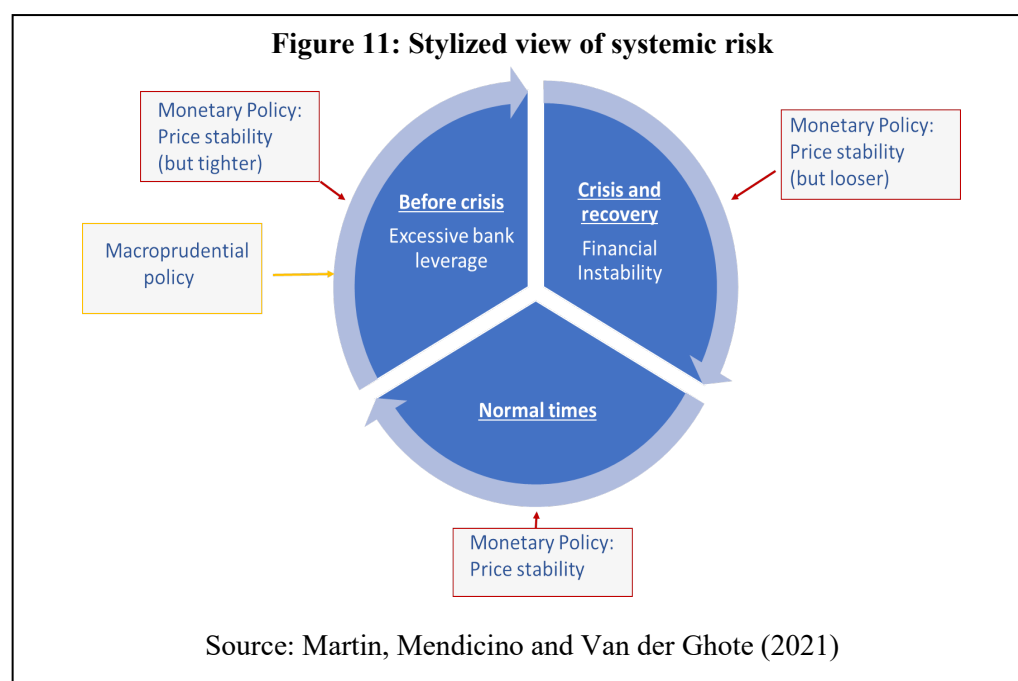 Figure 11: Stylized view of systemic risk
Monetary Policy:
Price stability
(but tighter)
Monetary Policy:
Price stability
(but looser)
Before crisis
Excessive bank
leverage
Crisis and
recovery
Financial
Instability
Macroprudential
policy
Normal times
Monetary Policy:
Price stability
Source: Martin, Mendicino and Van der Ghote (2021)